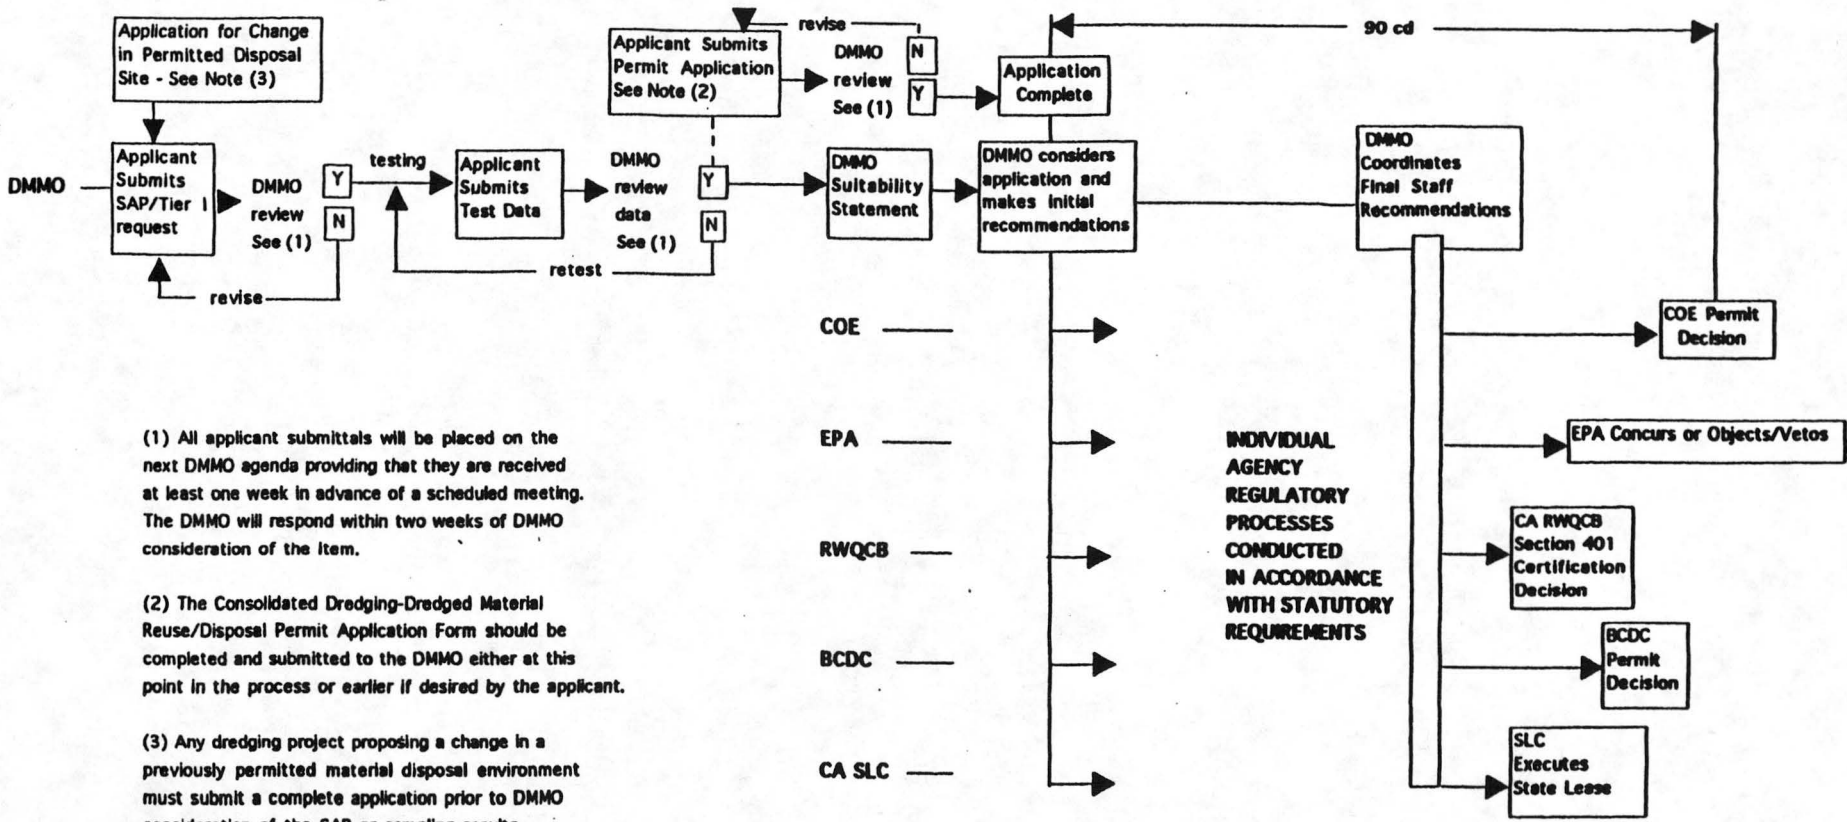 Application for Change
in Permitted Disposal
Site - See Note (3)
DMMO
Applicant
Submits
SAP/Tier I
request
DMMO
review
See (1)
Y
N
revise
testing
Applicant
Submits
Test Data
DMMO
review
data
See (1)
Y
N
retest
Applicant Submits
Permit Application
See Note (2)
revise
DMMO
review
See (1)
N
Y
Application
Complete
90 cd
DMMO
Suitability
Statement
DMMO considers
application and
makes initial
recommendations
DMMO
Coordinates
Final Staff
Recommendations
COE
EPA
RWQCB
BCDC
CA SLC
INDIVIDUAL
AGENCY
REGULATORY
PROCESSES
CONDUCTED
IN ACCORDANCE
WITH STATUTORY
REQUIREMENTS
COE Permit
Decision
EPA Concurs or Objects/Vetos
CA RWQCB
Section 401
Certification
Decision
BCDC
Permit
Decision
SLC
Executes
State Lease
(1) All applicant submittals will be placed on the
next DMMO agenda providing that they are received
at least one week in advance of a scheduled meeting.
The DMMO will respond within two weeks of DMMO
consideration of the item.
(2) The Consolidated Dredging-Dredged Material
Reuse/Disposal Permit Application Form should be
completed and submitted to the DMMO either at this
point in the process or earlier if desired by the applicant.
(3) Any dredging project proposing a change in a
previously permitted material disposal environment
must submit a complete application prior to DMMO